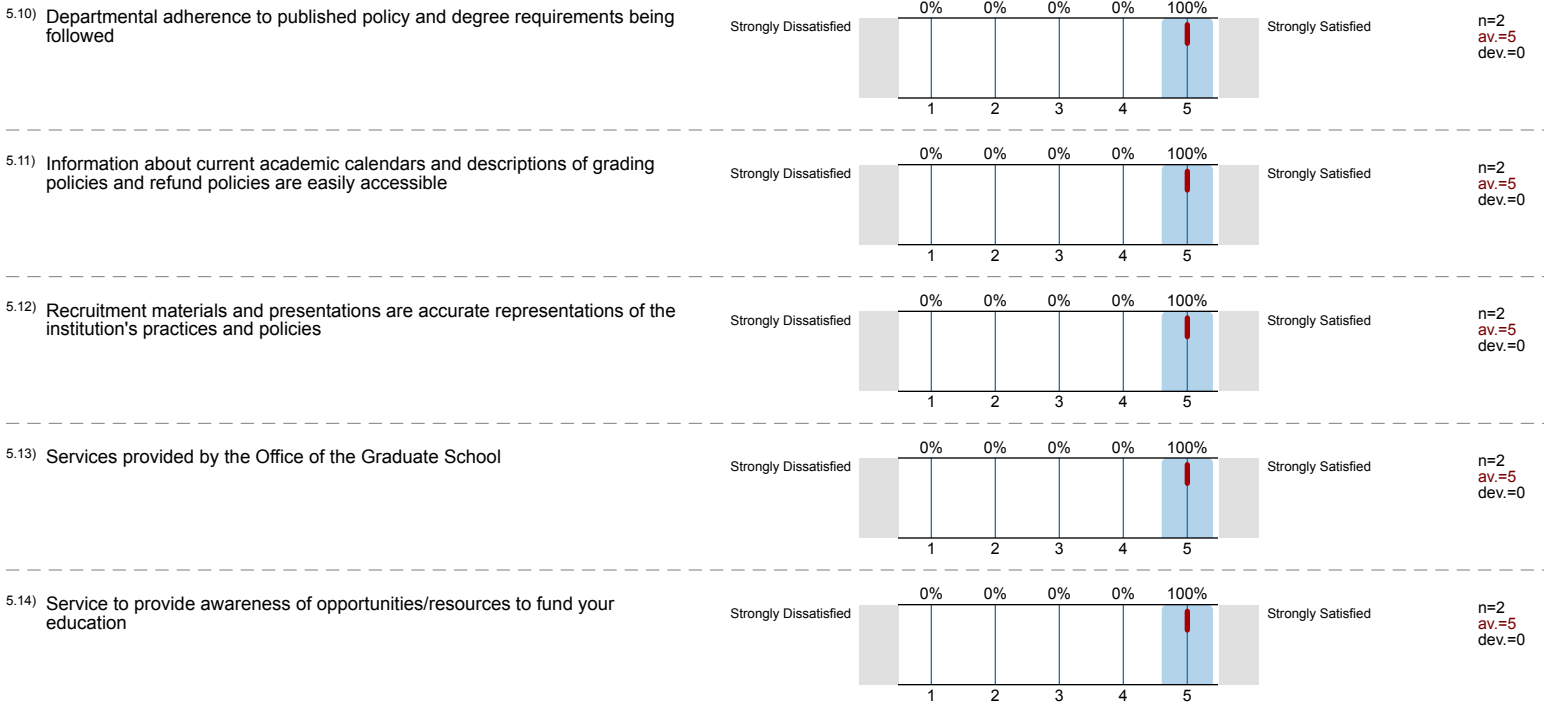 5.10) Departmental adherence to published policy and degree requirements being
followed
0% 0% 0% 0% 100%
Strongly Dissatisfied Strongly Satisfied
n=2
av.=5
dev.=0
1 2 3 4 5
5.11) Information about current academic calendars and descriptions of grading
policies and refund policies are easily accessible
0% 0% 0% 0% 100%
Strongly Dissatisfied Strongly Satisfied
n=2
av.=5
dev.=0
1 2 3 4 5
5.12) Recruitment materials and presentations are accurate representations of the
institution's practices and policies
0% 0% 0% 0% 100%
Strongly Dissatisfied Strongly Satisfied
n=2
av.=5
dev.=0
1 2 3 4 5
5.13) Services provided by the Office of the Graduate School
0% 0% 0% 0% 100%
Strongly Dissatisfied Strongly Satisfied
n=2
av.=5
dev.=0
1 2 3 4 5
5.14) Service to provide awareness of opportunities/resources to fund your
education
0% 0% 0% 0% 100%
Strongly Dissatisfied Strongly Satisfied
n=2
av.=5
dev.=0
1 2 3 4 5